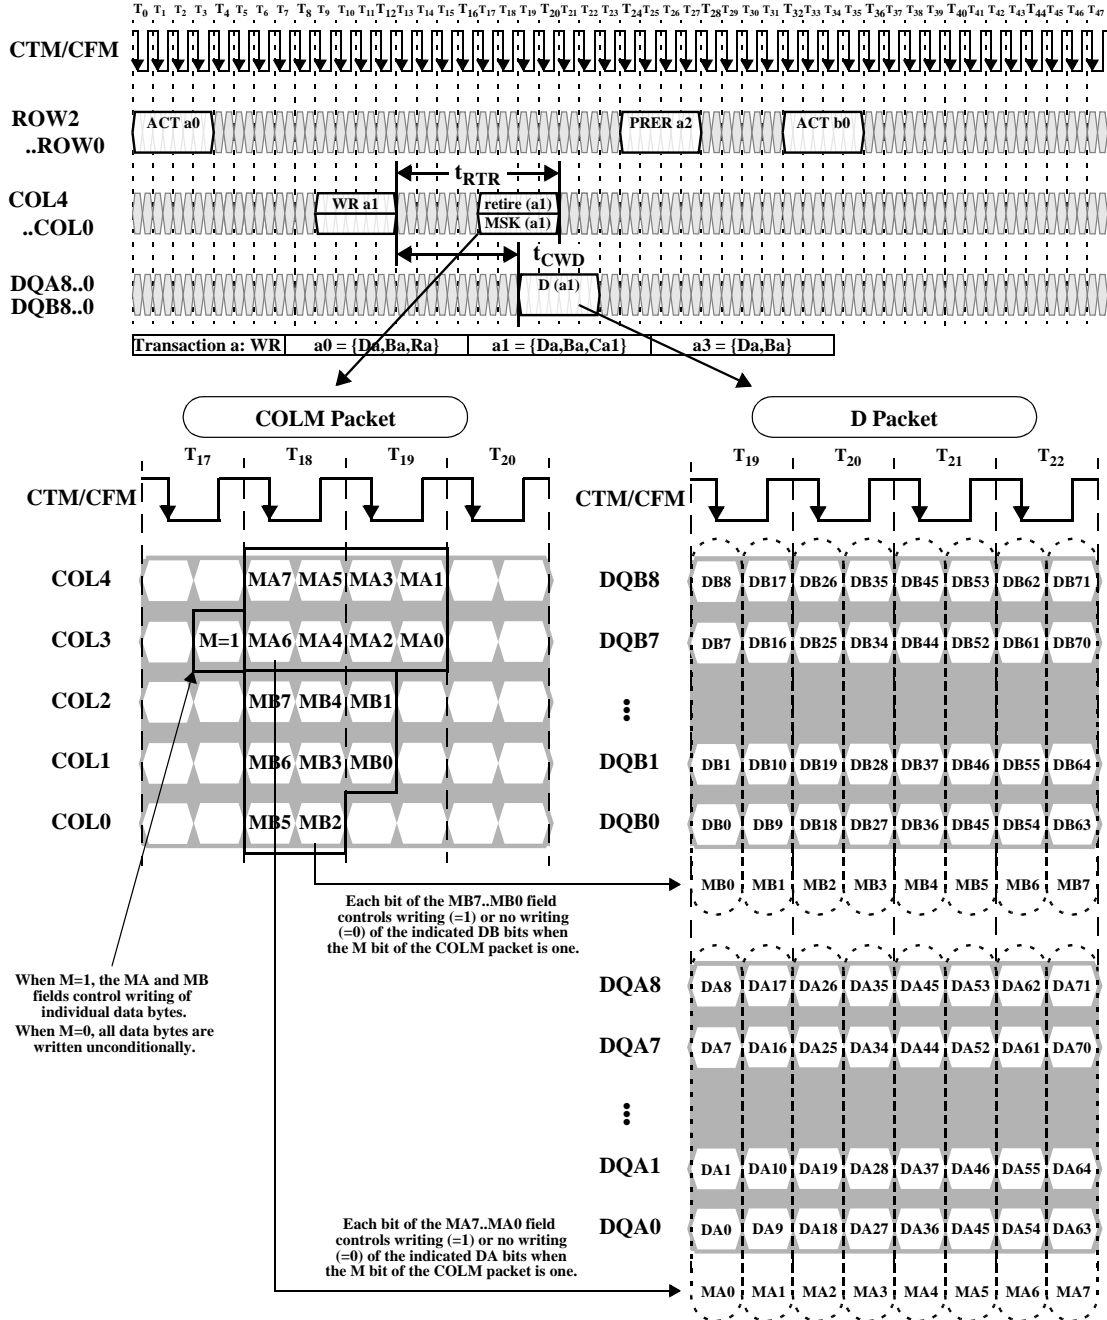 T0 T1 T2 T3 T4 T5 T6 T7 T8 T9 T10 T11 T12 T13 T14 T15 T16 T17 T18 T19 T20 T21 T22 T23 T24 T25 T26 T27 T28 T29 T30 T31 T32 T33 T34 T35 T36 T37 T38 T39 T40 T41 T42 T43 T44 T45 T46 T47
CTM/CFM
ROW2
..ROW0
ACT a0 PRER a2 ACT b0
tRTR
COL4
..COL0
WR a1 retire (a1)
MSK (a1)
tCWD
DQA8..0
DQB8..0
D (a1)
Transaction a: WR a0 = {Da,Ba,Ra} a1 = {Da,Ba,Ca1} a3 = {Da,Ba}
COLM Packet
T17 T18 T19 T20
CTM/CFM
COL4 MA7 MA5 MA3 MA1
COL3 M=1 MA6 MA4 MA2 MA0
COL2 MB7 MB4 MB1
COL1 MB6 MB3 MB0
COL0 MB5 MB2
Each bit of the MB7..MB0 field
controls writing (=1) or no writing
(=0) of the indicated DB bits when
the M bit of the COLM packet is one.
When M=1, the MA and MB
fields control writing of
individual data bytes.
When M=0, all data bytes are
written unconditionally.
Each bit of the MA7..MA0 field
controls writing (=1) or no writing
(=0) of the indicated DA bits when
the M bit of the COLM packet is one.
D Packet
T19 T20 T21 T22
CTM/CFM
DQB8 DB8 DB17 DB26 DB35 DB45 DB53 DB62 DB71
DQB7 DB7 DB16 DB25 DB34 DB44 DB52 DB61 DB70
DQB1 DB1 DB10 DB19 DB28 DB37 DB46 DB55 DB64
DQB0 DB0 DB9 DB18 DB27 DB36 DB45 DB54 DB63
MB0 MB1 MB2 MB3 MB4 MB5 MB6 MB7
DQA8 DA8 DA17 DA26 DA35 DA45 DA53 DA62 DA71
DQA7 DA7 DA16 DA25 DA34 DA44 DA52 DA61 DA70
DQA1 DA1 DA10 DA19 DA28 DA37 DA46 DA55 DA64
DQA0 DA0 DA9 DA18 DA27 DA36 DA45 DA54 DA63
MA0 MA1 MA2 MA3 MA4 MA5 MA6 MA7